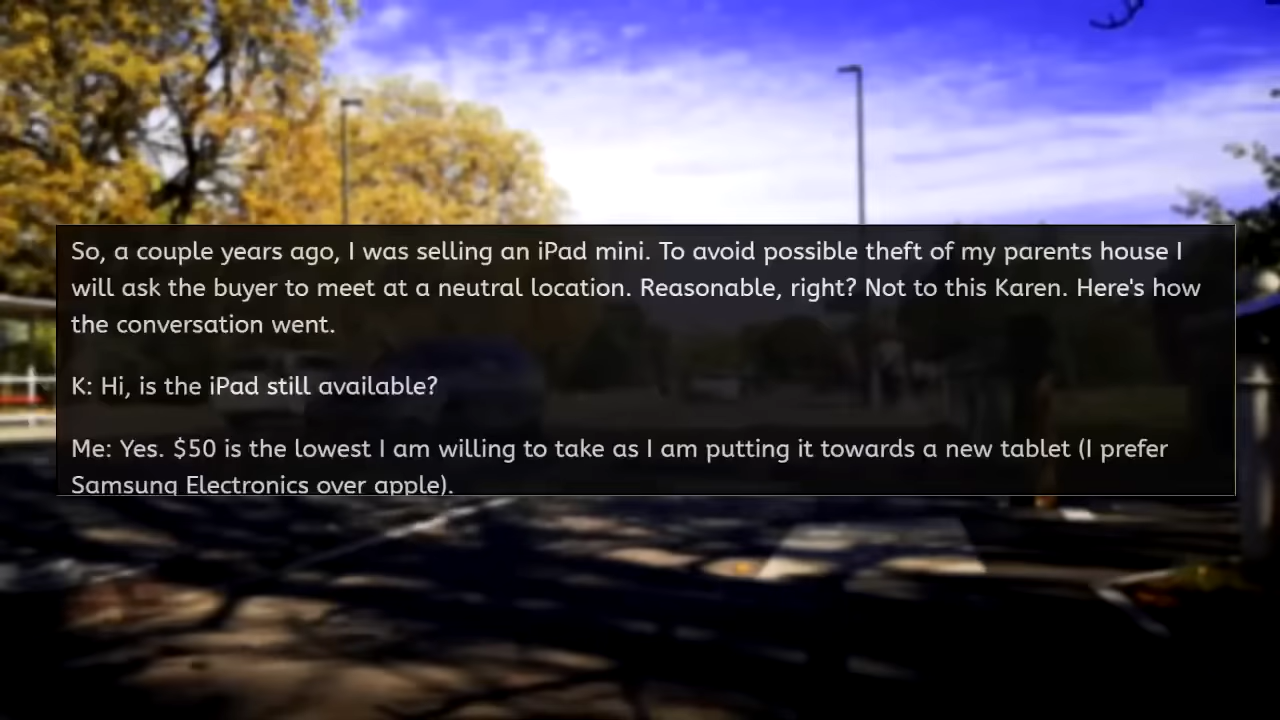 So, a couple years ago, I was selling an iPad mini. To avoid possible theft of my parents house I
will ask the buyer to meet at a neutral location. Reasonable, right? Not to this Karen. Here's how
the conversation went.
K: Hi, is the iPad still available?
Me: Yes. $50 is the lowest I am willing to take as I am putting it towards a new tablet (I prefer
Samsung Electronics over apple).